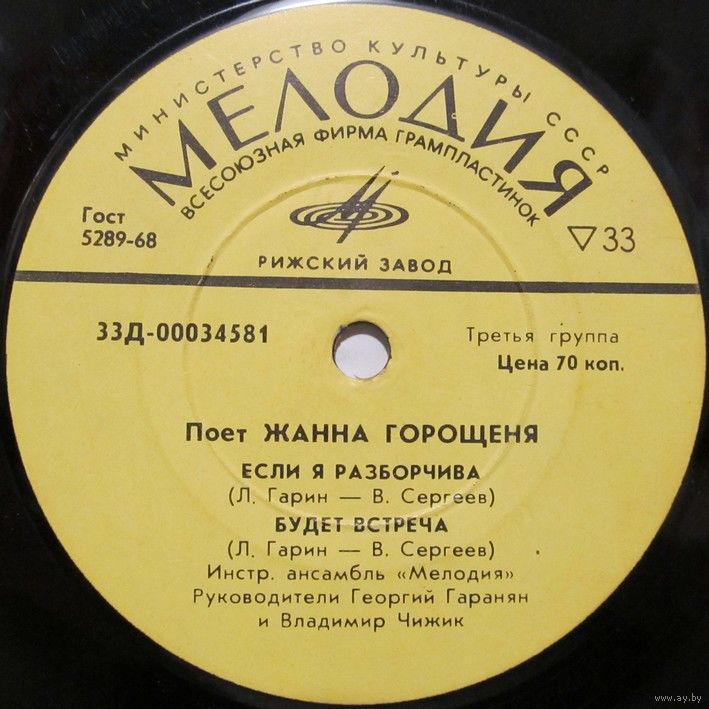 МИНИСТЕРСТВО КУЛЬТУРЫ СССР
МЕЛОДИЯ
ВСЕСОЮЗНАЯ ФИРМА ГРАМПЛАСТИНОК
Гост
5289-68
33
РИЖСКИЙ ЗАВОД
33Д-00034581
Третья группа
Цена 70 коп.
Поет ЖАННА ГОРОЩЕНЯ
ЕСЛИ Я РАЗБОРЧИВА
(Л. Гарин — В. Сергеев)
БУДЕТ ВСТРЕЧА
(Л. Гарин — В. Сергеев)
Инстр. ансамбль «Мелодия»
Руководители Георгий Гаранян
и Владимир Чижик
www.ay.by